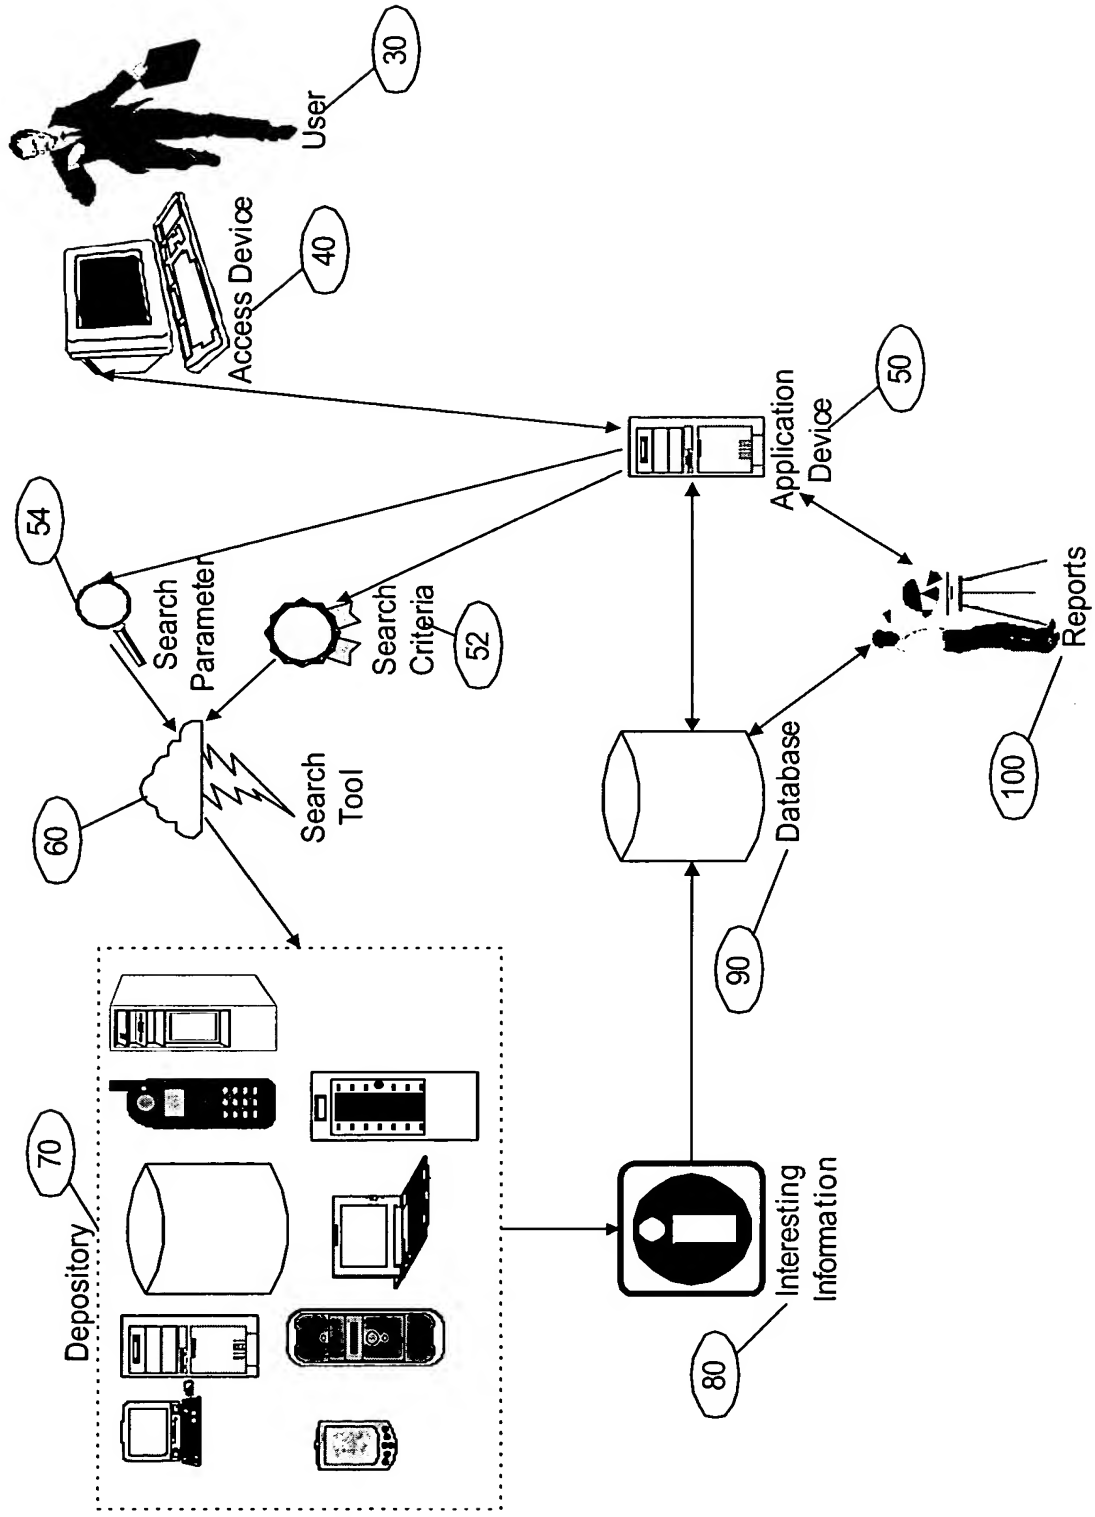 Depository
70
60
54
Search
Parameter
Search
Criteria
52
Search
Tool
Access Device
40
User
30
Interesting
Information
80
Database
90
Application
Device
50
Reports
100